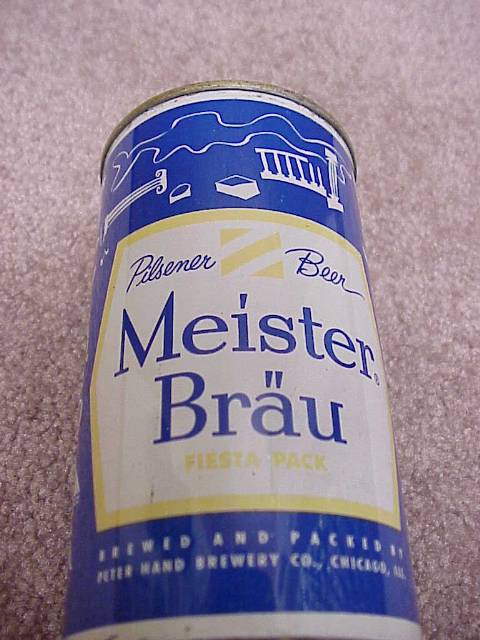 Pilsener Beer
Meister
Bräu
FIESTA PACK
BREWED AND PACKED BY
PETER HAND BREWERY CO., CHICAGO, ILL.